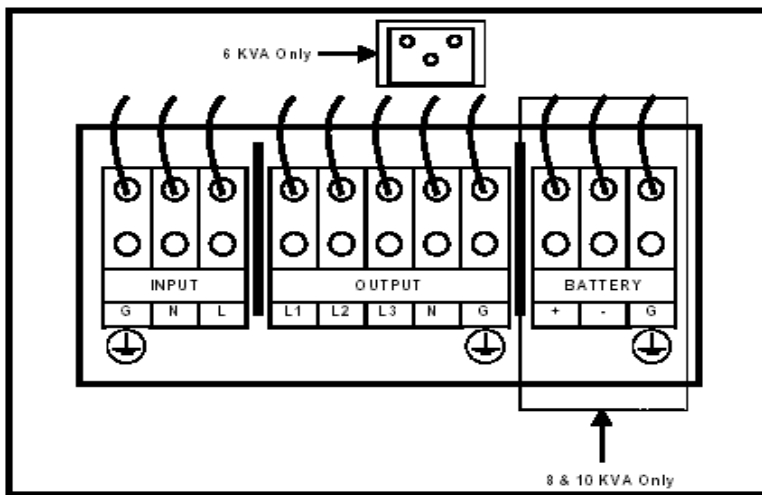 6 KVA Only
INPUT OUTPUT BATTERY
G N L L1 L2 L3 N G + - G
8 & 10 KVA Only